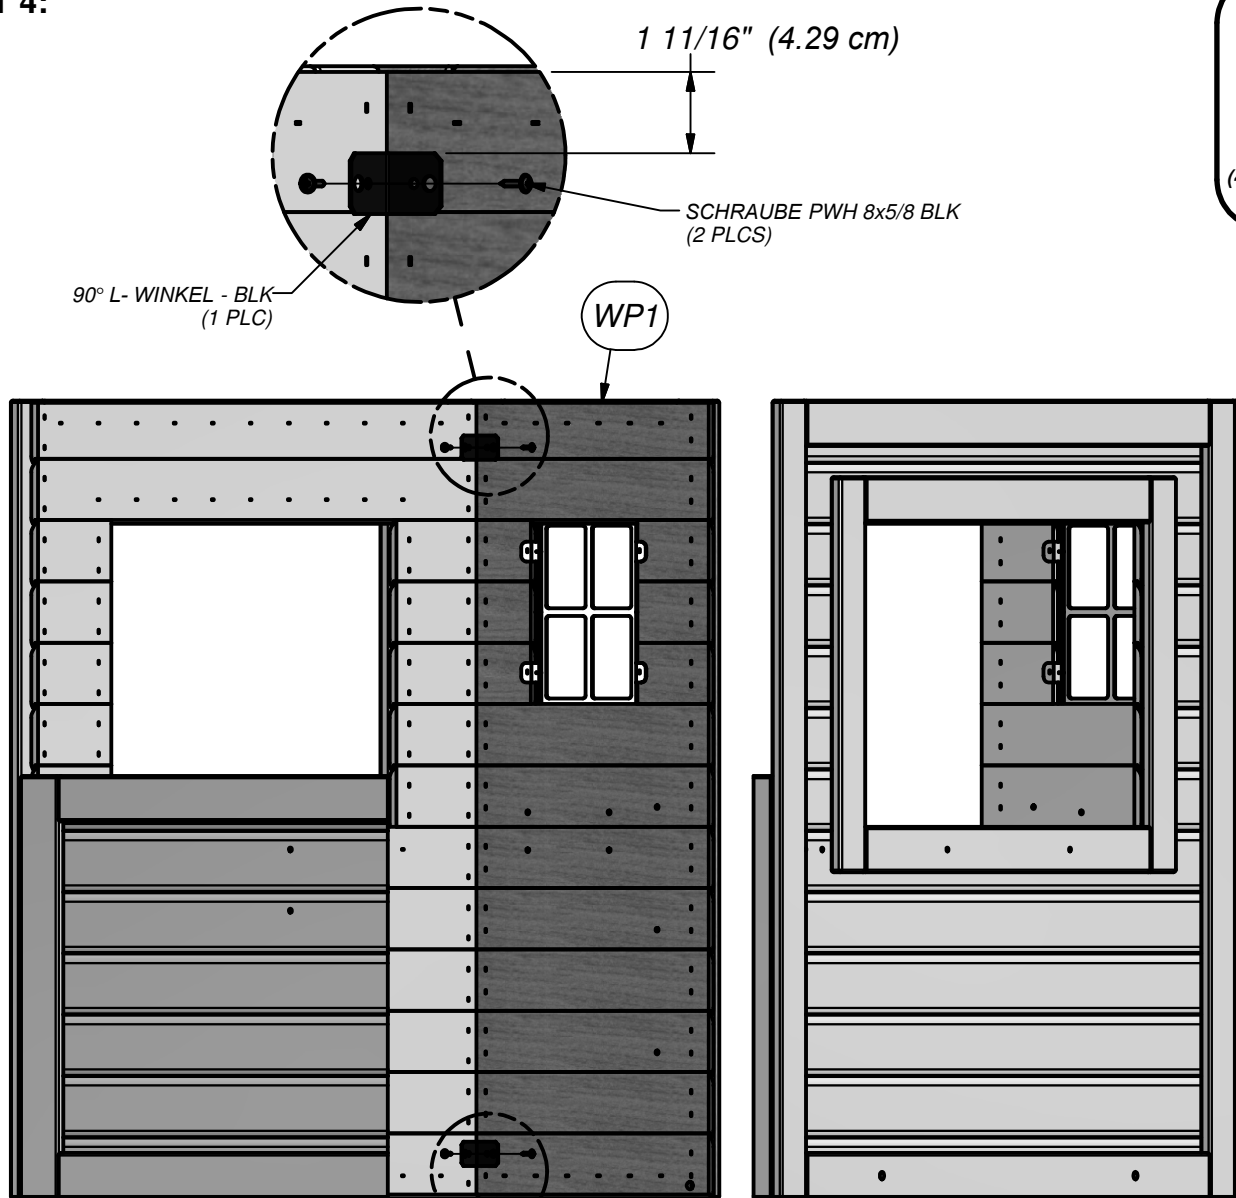 4:
1 11/16" (4.29 cm)
SCHRAUBE PWH 8x5/8 BLK
(2 PLCS)
90° L- WINKEL - BLK
(1 PLC)
WP1